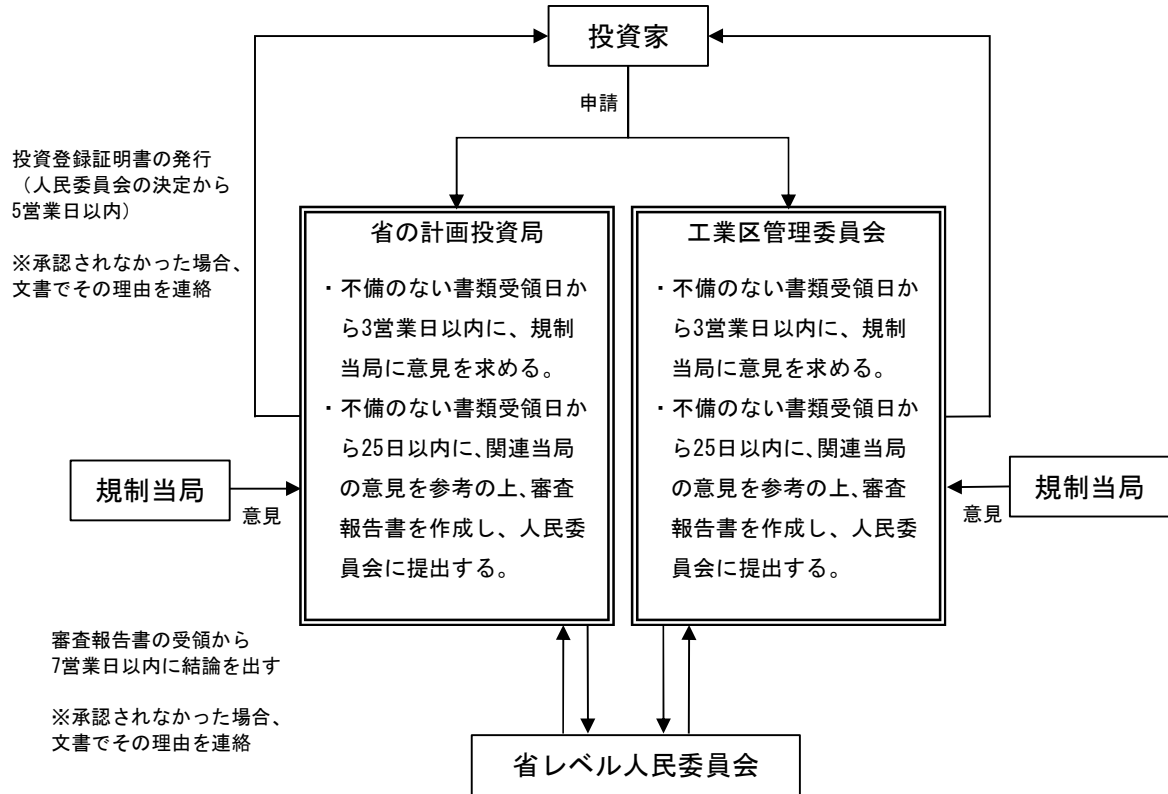 投資家
申請
投資登録証明書の発行
（人民委員会の決定から
5営業日以内）
※承認されなかった場合、
文書でその理由を連絡
省の計画投資局
・不備のない書類受領日か
ら3営業日以内に、規制
当局に意見を求める。
・不備のない書類受領日か
ら25日以内に、関連当局
の意見を参考の上、審査
報告書を作成し、人民委
員会に提出する。
工業区管理委員会
・不備のない書類受領日か
ら3営業日以内に、規制
当局に意見を求める。
・不備のない書類受領日か
ら25日以内に、関連当局
の意見を参考の上、審査
報告書を作成し、人民委
員会に提出する。
規制当局
意見
規制当局
意見
審査報告書の受領から
7営業日以内に結論を出す
※承認されなかった場合、
文書でその理由を連絡
省レベル人民委員会